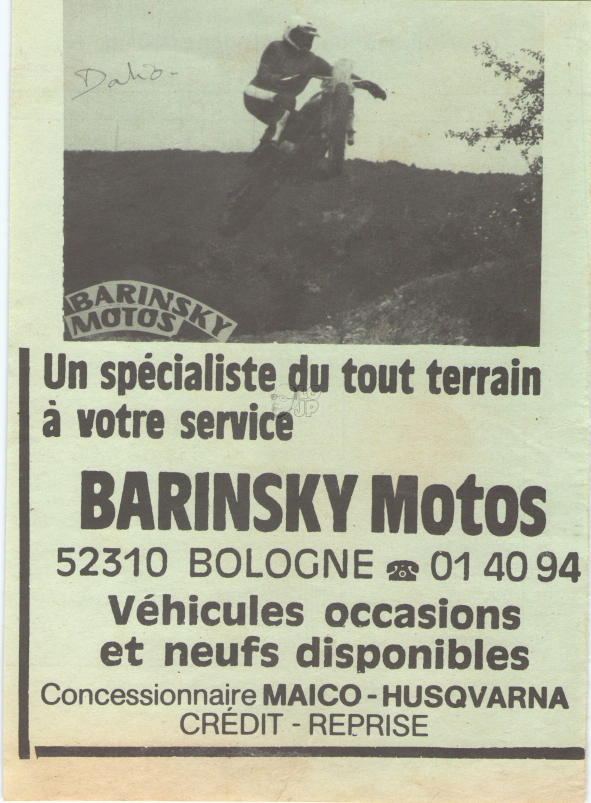 BARINSKY
MOTOS
Un spécialiste du tout terrain
à votre service
BARINSKY Motos
52310 BOLOGNE ☎ 01 40 94
Véhicules occasions
et neufs disponibles
Concessionnaire MAICO - HUSQVARNA
CRÉDIT - REPRISE